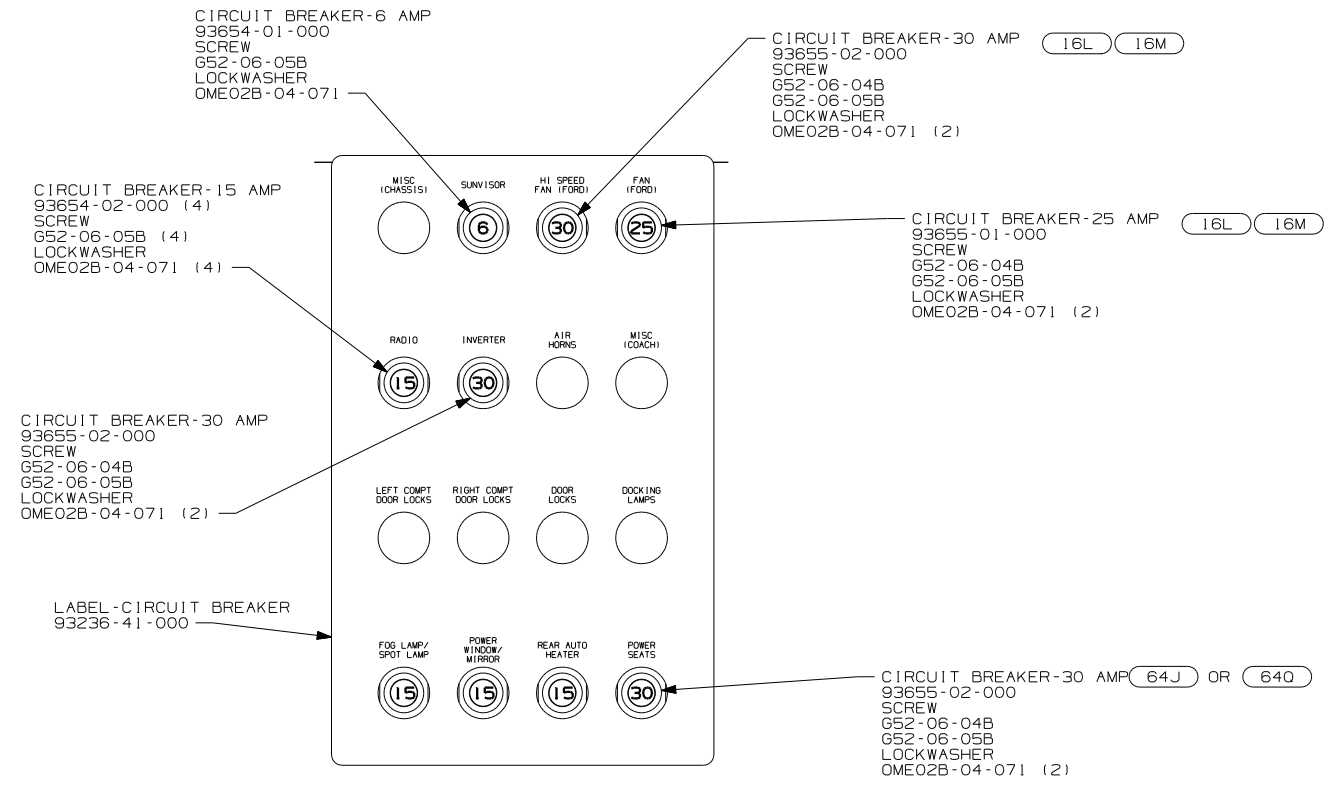 CIRCUIT BREAKER-6 AMP
93654-01-000
SCREW
G52-06-05B
LOCKWASHER
OME02B-04-071
CIRCUIT BREAKER-30 AMP 16L 16M
93655-02-000
SCREW
G52-06-04B
G52-06-05B
LOCKWASHER
OME02B-04-071 (2)
CIRCUIT BREAKER-15 AMP
93654-02-000 (4)
SCREW
G52-06-05B (4)
LOCKWASHER
OME02B-04-071 (4)
MISC
(CHASSIS)
SUNVISOR
HI SPEED
FAN (FORD)
FAN
(FORD)
6
30
25
CIRCUIT BREAKER-25 AMP 16L 16M
93655-01-000
SCREW
G52-06-04B
G52-06-05B
LOCKWASHER
OME02B-04-071 (2)
RADIO
INVERTER
AIR
HORNS
MISC
(COACH)
15
30
CIRCUIT BREAKER-30 AMP
93655-02-000
SCREW
G52-06-04B
G52-06-05B
LOCKWASHER
OME02B-04-071 (2)
LEFT COMPT
DOOR LOCKS
RIGHT COMPT
DOOR LOCKS
DOOR
LOCKS
DOCKING
LAMPS
LABEL-CIRCUIT BREAKER
93236-41-000
FOG LAMP/
SPOT LAMP
POWER
WINDOW/
MIRROR
REAR AUTO
HEATER
POWER
SEATS
15
15
15
30
CIRCUIT BREAKER-30 AMP 64J OR 64Q
93655-02-000
SCREW
G52-06-04B
G52-06-05B
LOCKWASHER
OME02B-04-071 (2)